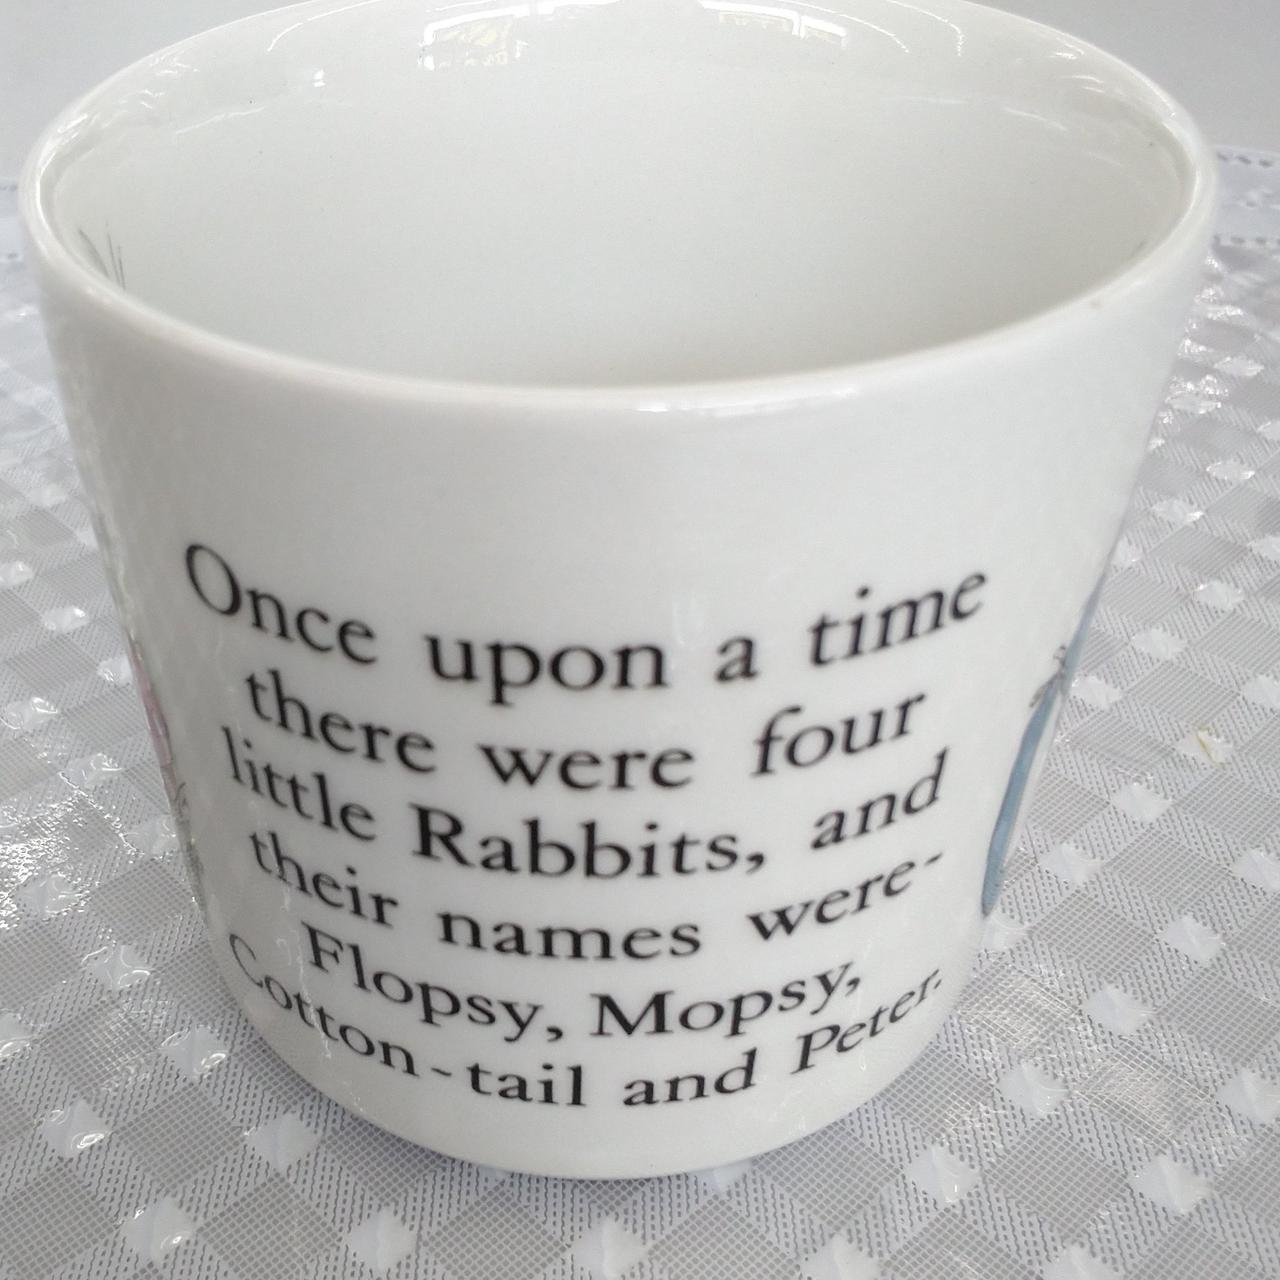 Once upon a time
there were four
little Rabbits, and
their names were-
Flopsy, Mopsy,
Cotton-tail and Peter.